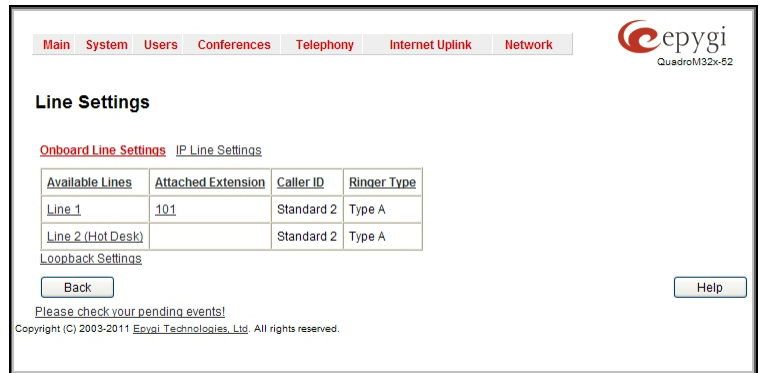 Main System Users Conferences Telephony Internet Uplink Network
epygi
QuadroM32x-52
Line Settings
Onboard Line Settings IP Line Settings
Available Lines Attached Extension Caller ID Ringer Type
Line 1 101 Standard 2 Type A
Line 2 (Hot Desk) Standard 2 Type A
Loopback Settings
Back Help
Please check your pending events!
Copyright (C) 2003-2011 Epygi Technologies, Ltd. All rights reserved.